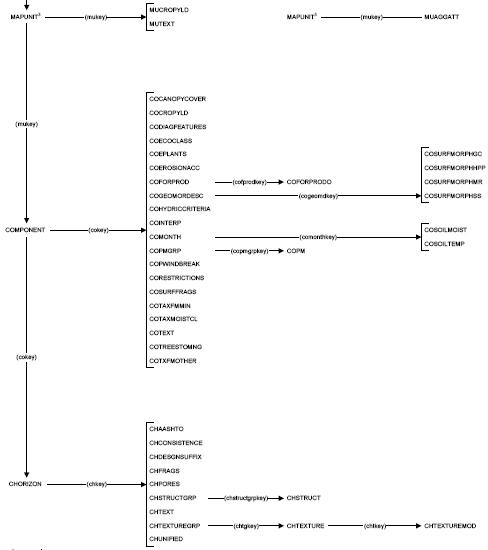 MUCROPYLD
MAPUNIT³ (mukey) MUTEXT
MAPUNIT³ (mukey) MUAGGATT
(mukey)
COCANOPYCOVER
COCROPYLD
CODIAGFEATURES
COECOCLASS
COEPLANTS
COEROSIONACC
COFORPROD (cofprodkey) COFORPRODO
COGEOMORDESC (cogeomdkey)
COSURFMORPHGC
COSURFMORPHHPP
COSURFMORPHMR
COSURFMORPHSS
COHYDRICCRITERIA
COMPONENT (cokey) COINTERP
COMONTH (comonthkey)
COSOILMOIST
COSOILTEMP
COPMGRP (copmgrpkey) COPM
COPWINDBREAK
CORESTRICTIONS
COSURFFRAGS
COTAXFMMIN
COTAXMOISTCL
COTEXT
COTREESTOMNG
COTXFMOTHER
(cokey)
CHAASHTO
CHCONSISTENCE
CHDESGNSUFFIX
CHFRAGS
CHORIZON (chkey) CHPORES
CHSTRUCTGRP (chstructgrpkey) CHSTRUCT
CHTEXT
CHTEXTUREGRP (chtgkey) CHTEXTURE (chtkey) CHTEXTUREMOD
CHUNIFIED